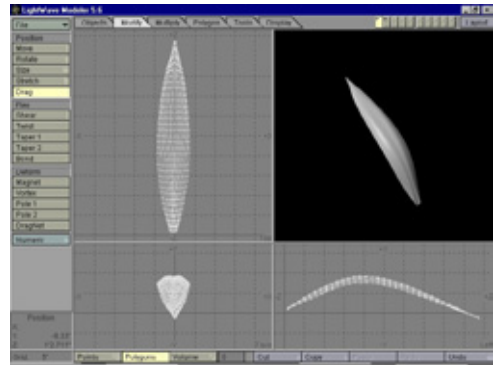 LightWave Modeler 5.6
File
Objects Modify Multiply Polygon Tools Display Layout
Position
Move
Rotate
Size
Stretch
Drag
Flex
Shear
Twist
Taper 1
Taper 2
Bend
Deform
Magnet
Vortex
Pole 1
Pole 2
DragNet
Numeric
Position
Points Polygons Volume Cut Copy Undo